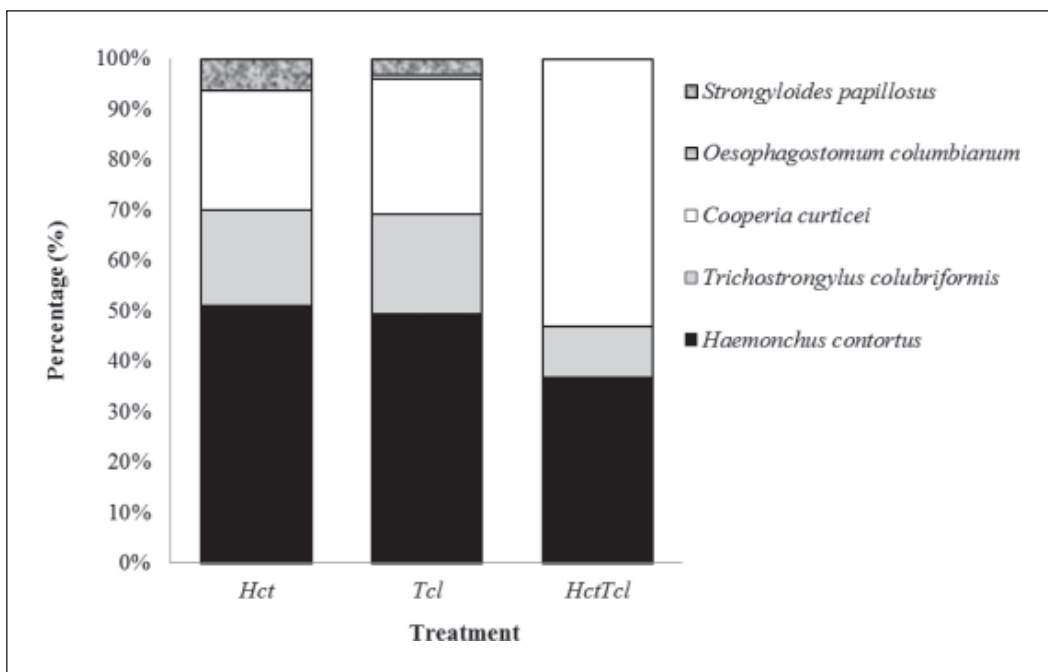 100%
90%
80%
70%
60%
50%
40%
30%
20%
10%
0%
Percentage (%)
Hct
Tcl
HctTcl
Treatment
Strongyloides papillosus
Oesophagostomum columbianum
Cooperia curticei
Trichostrongylus colubriformis
Haemonchus contortus